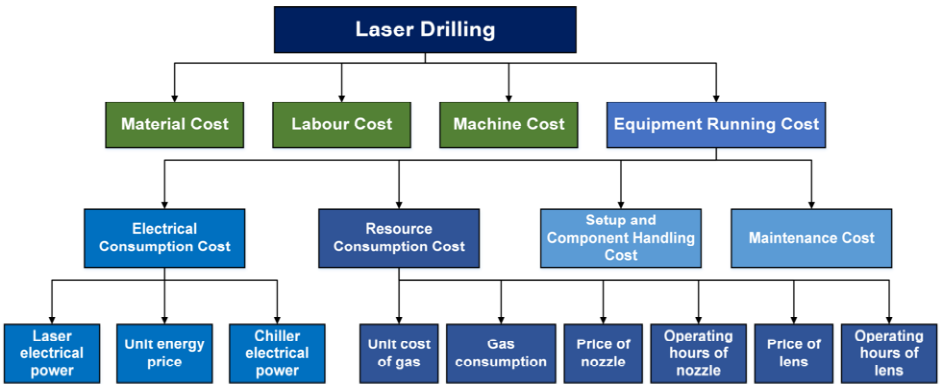 Laser Drilling
Material Cost
Labour Cost
Machine Cost
Equipment Running Cost
Electrical
Consumption Cost
Resource
Consumption Cost
Setup and
Component Handling
Cost
Maintenance Cost
Laser
electrical
power
Unit energy
price
Chiller
electrical
power
Unit cost
of gas
Gas
consumption
Price of
nozzle
Operating
hours of
nozzle
Price of
lens
Operating
hours of
lens